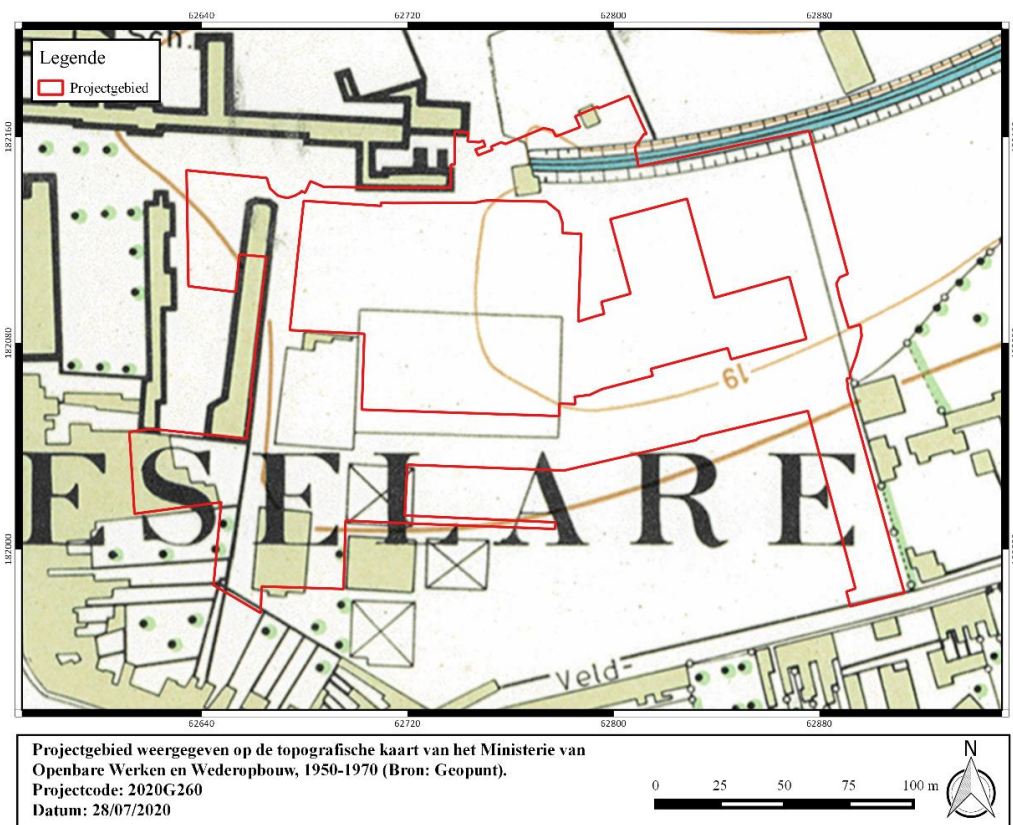 62640 62720 62800 62880
Sch.
Legende
Projectgebied
182160
182080
182000
19
ESELARE
Veld-
62640 62720 62800 62880
Projectgebied weergegeven op de topografische kaart van het Ministerie van
Openbare Werken en Wederopbouw, 1950-1970 (Bron: Geopunt).
Projectcode: 2020G260
Datum: 28/07/2020
0 25 50 75 100 m
N